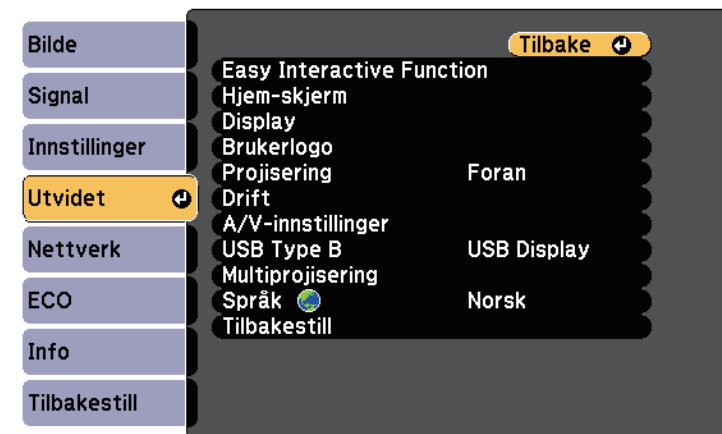 Bilde
Signal
Innstillinger
Utvidet
Nettverk
ECO
Info
Tilbakestill
Tilbake
Easy Interactive Function
Hjem-skjerm
Display
Brukerlogo
Projisering Foran
Drift
A/V-innstillinger
USB Type B USB Display
Multiprojisering
Språk Norsk
Tilbakestill